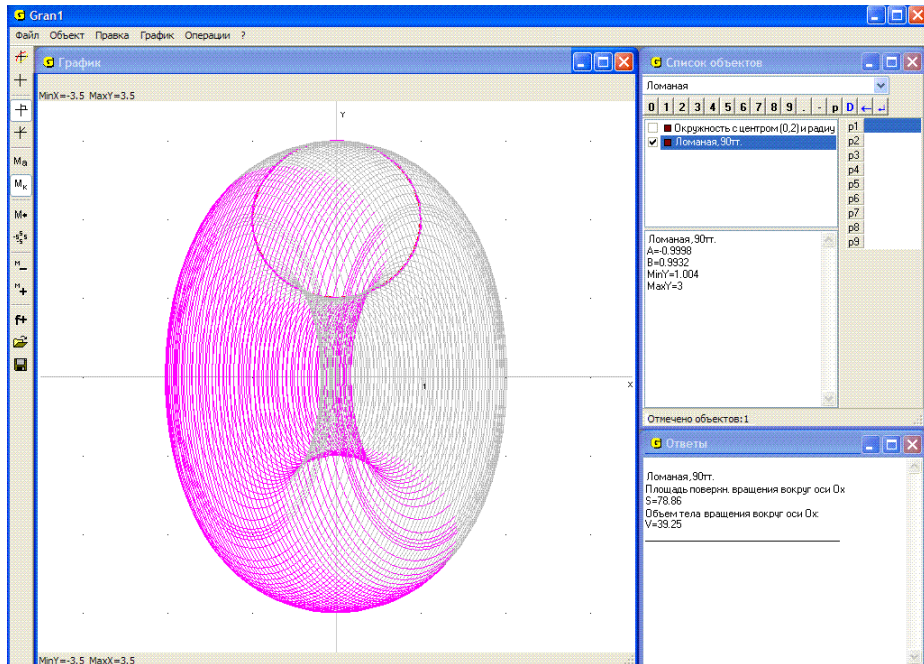 Gran1
Файл Объект Правка График Операции ?
График
MinX=-3.5 MaxY=3.5
Y
X
1
MinY=-3.5 MaxX=3.5
Ma
Mк
M
s s s s
M
M
f+
Список объектов
Ломаная
0 1 2 3 4 5 6 7 8 9 . - p D ← ↲
Окружность с центром (0,2) и радиу
Ломаная, 90тт.
p1
p2
p3
p4
p5
p6
p7
p8
p9
Ломаная, 90тт.
A=-0.9998
B=0.9932
MinY=1.004
MaxY=3
Отмечено объектов:1
Ответы
Ломаная, 90тт.
Площадь поверхн. вращения вокруг оси Ox
S=78.86
Объем тела вращения вокруг оси Ox:
V=39.25